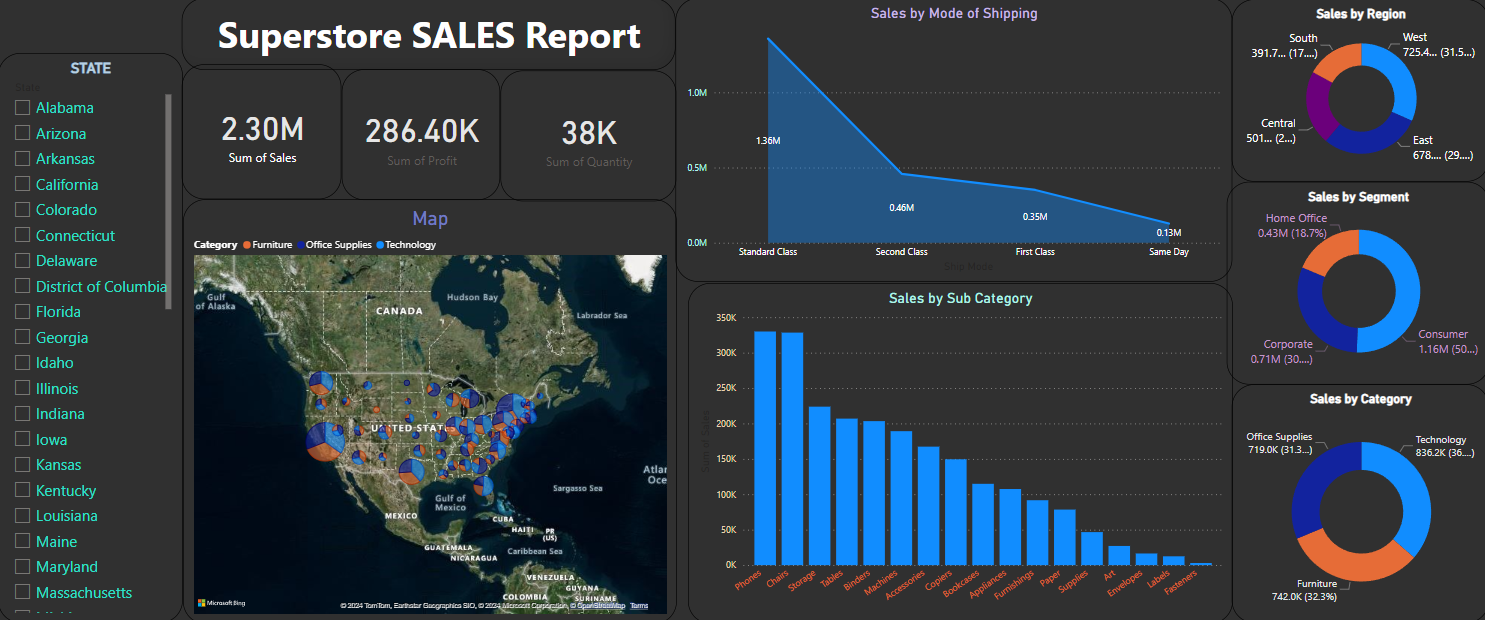 Superstore SALES Report
STATE
State
Alabama
Arizona
Arkansas
California
Colorado
Connecticut
Delaware
District of Columbia
Florida
Georgia
Idaho
Illinois
Indiana
Iowa
Kansas
Kentucky
Louisiana
Maine
Maryland
Massachusetts
2.30M
Sum of Sales
286.40K
Sum of Profit
38K
Sum of Quantity
Map
Category Furniture Office Supplies Technology
Gulf
of Alaska
CANADA
Hudson Bay
Labrador Sea
UNITED STATES
Atlan
Oce
Sargasso Sea
Gulf of
Mexico
MEXICO
CUBA
HAITI
PR
(US)
GUATEMALA
NICARAGUA
Caribbean Sea
VENEZUELA
GUYANA
COLOMBIA
SURINAME
Microsoft Bing
© 2024 TomTom, Earthstar Geographics SIO, © 2024 Microsoft Corporation, © OpenStreetMap Terms
Sales by Mode of Shipping
1.0M
0.5M
0.0M
1.36M
0.46M
0.35M
0.13M
Standard Class
Second Class
First Class
Same Day
Ship Mode
Sales by Sub Category
Sum of Sales
350K
300K
250K
200K
150K
100K
50K
0K
Phones
Chairs
Storage
Tables
Binders
Machines
Accessories
Copiers
Bookcases
Appliances
Furnishings
Paper
Supplies
Art
Envelopes
Labels
Fasteners
Sales by Region
South
391.7... (17....)
West
725.4... (31.5...)
Central
501... (2...)
East
678.... (29....)
Sales by Segment
Home Office
0.43M (18.7%)
Corporate
0.71M (30....)
Consumer
1.16M (50...)
Sales by Category
Office Supplies
719.0K (31.3...)
Technology
836.2K (36....)
Furniture
742.0K (32.3%)